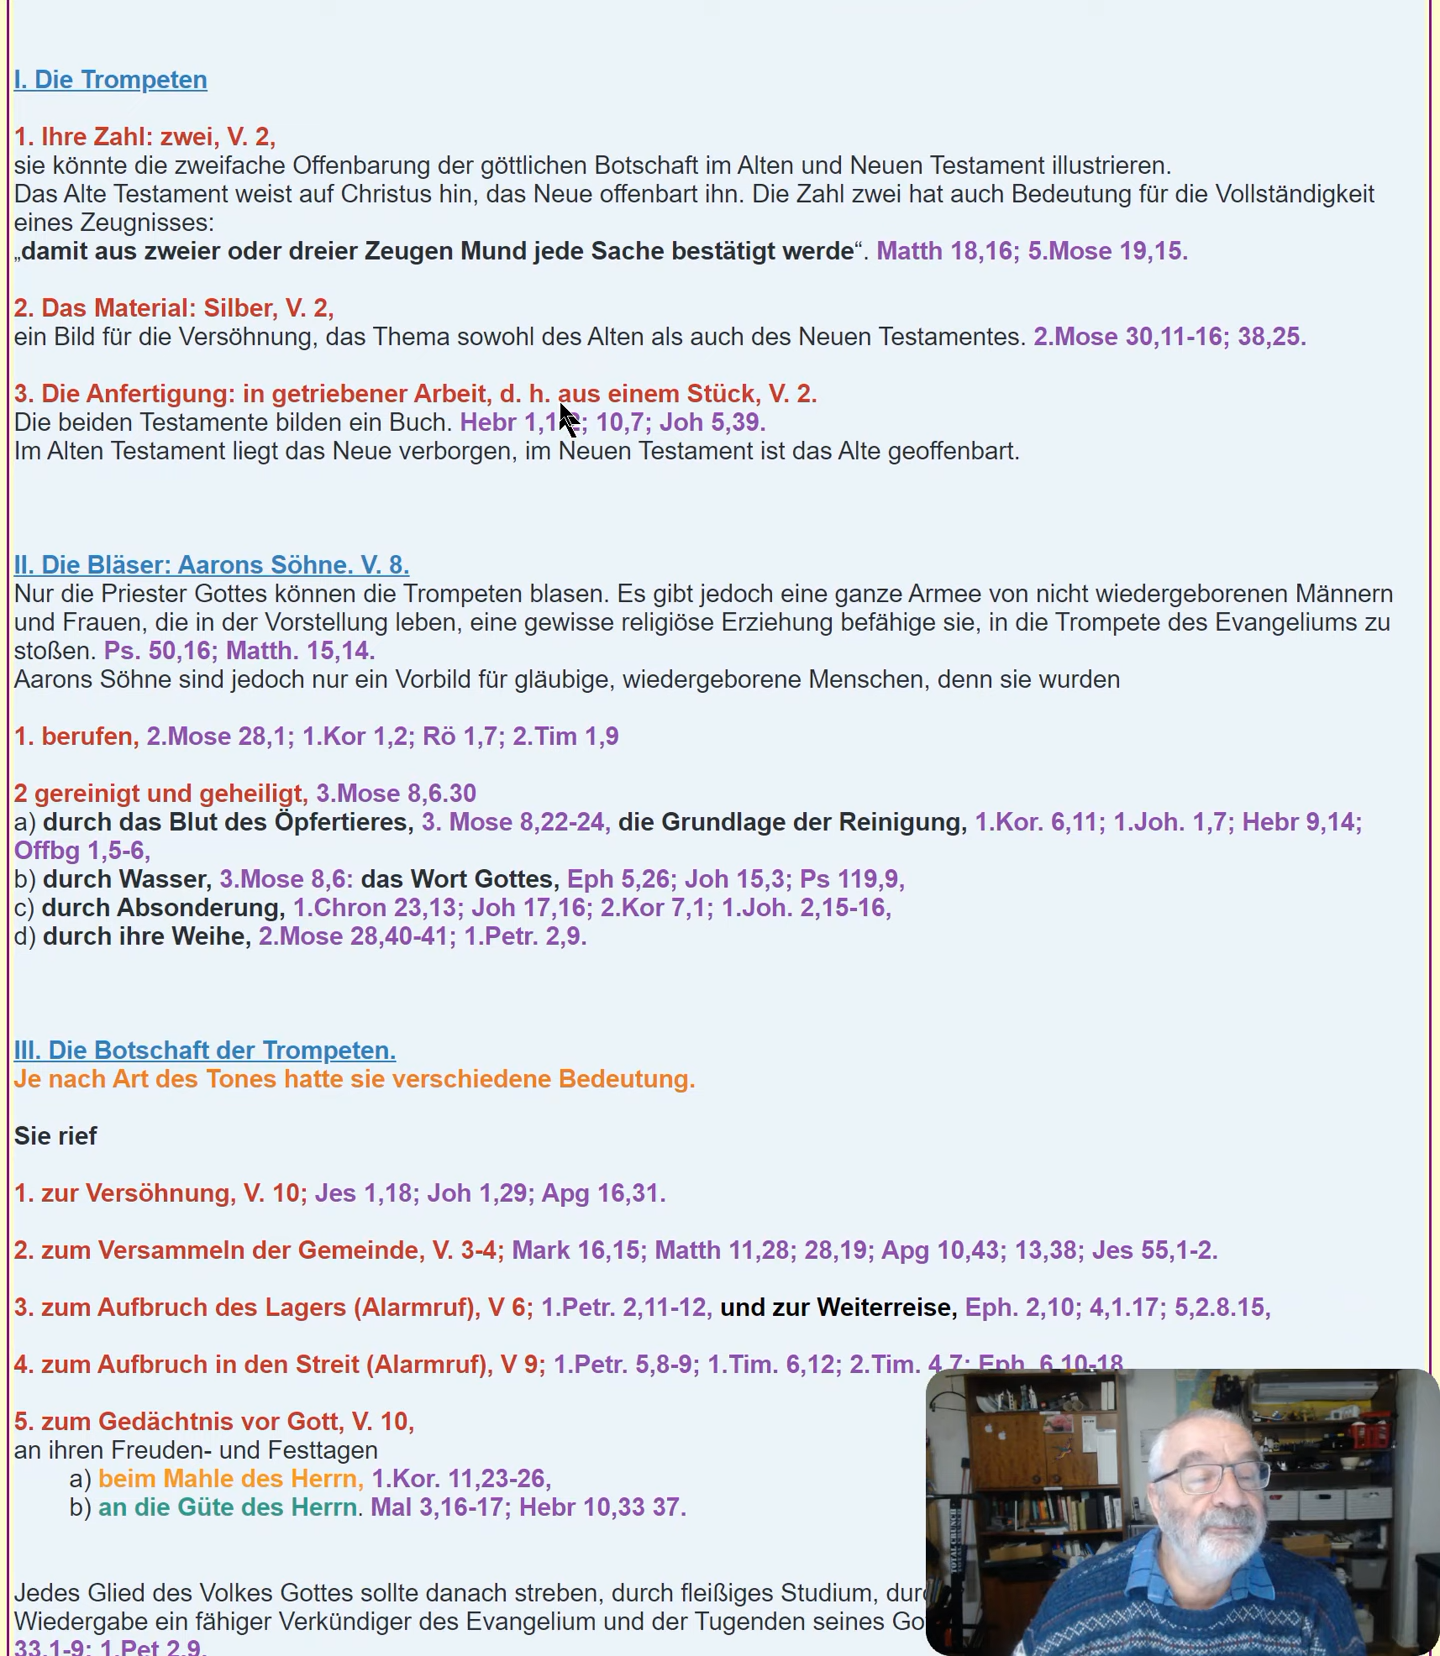 I. Die Trompeten
1. Ihre Zahl: zwei, V. 2,
sie könnte die zweifache Offenbarung der göttlichen Botschaft im Alten und Neuen Testament illustrieren.
Das Alte Testament weist auf Christus hin, das Neue offenbart ihn. Die Zahl zwei hat auch Bedeutung für die Vollständigkeit
eines Zeugnisses:
„damit aus zweier oder dreier Zeugen Mund jede Sache bestätigt werde“. Matth 18,16; 5.Mose 19,15.
2. Das Material: Silber, V. 2,
ein Bild für die Versöhnung, das Thema sowohl des Alten als auch des Neuen Testamentes. 2.Mose 30,11-16; 38,25.
3. Die Anfertigung: in getriebener Arbeit, d. h. aus einem Stück, V. 2.
Die beiden Testamente bilden ein Buch. Hebr 1,1-2; 10,7; Joh 5,39.
Im Alten Testament liegt das Neue verborgen, im Neuen Testament ist das Alte geoffenbart.
II. Die Bläser: Aarons Söhne. V. 8.
Nur die Priester Gottes können die Trompeten blasen. Es gibt jedoch eine ganze Armee von nicht wiedergeborenen Männern
und Frauen, die in der Vorstellung leben, eine gewisse religiöse Erziehung befähige sie, in die Trompete des Evangeliums zu
stoßen. Ps. 50,16; Matth. 15,14.
Aarons Söhne sind jedoch nur ein Vorbild für gläubige, wiedergeborene Menschen, denn sie wurden
1. berufen, 2.Mose 28,1; 1.Kor 1,2; Rö 1,7; 2.Tim 1,9
2 gereinigt und geheiligt, 3.Mose 8,6.30
a) durch das Blut des Öpfertieres, 3. Mose 8,22-24, die Grundlage der Reinigung, 1.Kor. 6,11; 1.Joh. 1,7; Hebr 9,14;
Offbg 1,5-6,
b) durch Wasser, 3.Mose 8,6: das Wort Gottes, Eph 5,26; Joh 15,3; Ps 119,9,
c) durch Absonderung, 1.Chron 23,13; Joh 17,16; 2.Kor 7,1; 1.Joh. 2,15-16,
d) durch ihre Weihe, 2.Mose 28,40-41; 1.Petr. 2,9.
III. Die Botschaft der Trompeten.
Je nach Art des Tones hatte sie verschiedene Bedeutung.
Sie rief
1. zur Versöhnung, V. 10; Jes 1,18; Joh 1,29; Apg 16,31.
2. zum Versammeln der Gemeinde, V. 3-4; Mark 16,15; Matth 11,28; 28,19; Apg 10,43; 13,38; Jes 55,1-2.
3. zum Aufbruch des Lagers (Alarmruf), V 6; 1.Petr. 2,11-12, und zur Weiterreise, Eph. 2,10; 4,1.17; 5,2.8.15,
4. zum Aufbruch in den Streit (Alarmruf), V 9; 1.Petr. 5,8-9; 1.Tim. 6,12; 2.Tim. 4,7; Eph. 6,10-18
5. zum Gedächtnis vor Gott, V. 10,
an ihren Freuden- und Festtagen
a) beim Mahle des Herrn, 1.Kor. 11,23-26,
b) an die Güte des Herrn. Mal 3,16-17; Hebr 10,33 37.
Jedes Glied des Volkes Gottes sollte danach streben, durch fleißiges Studium,
Wiedergabe ein fähiger Verkündiger des Evangelium und der Tugenden seines
33,1-9; 1.Pet 2,9.